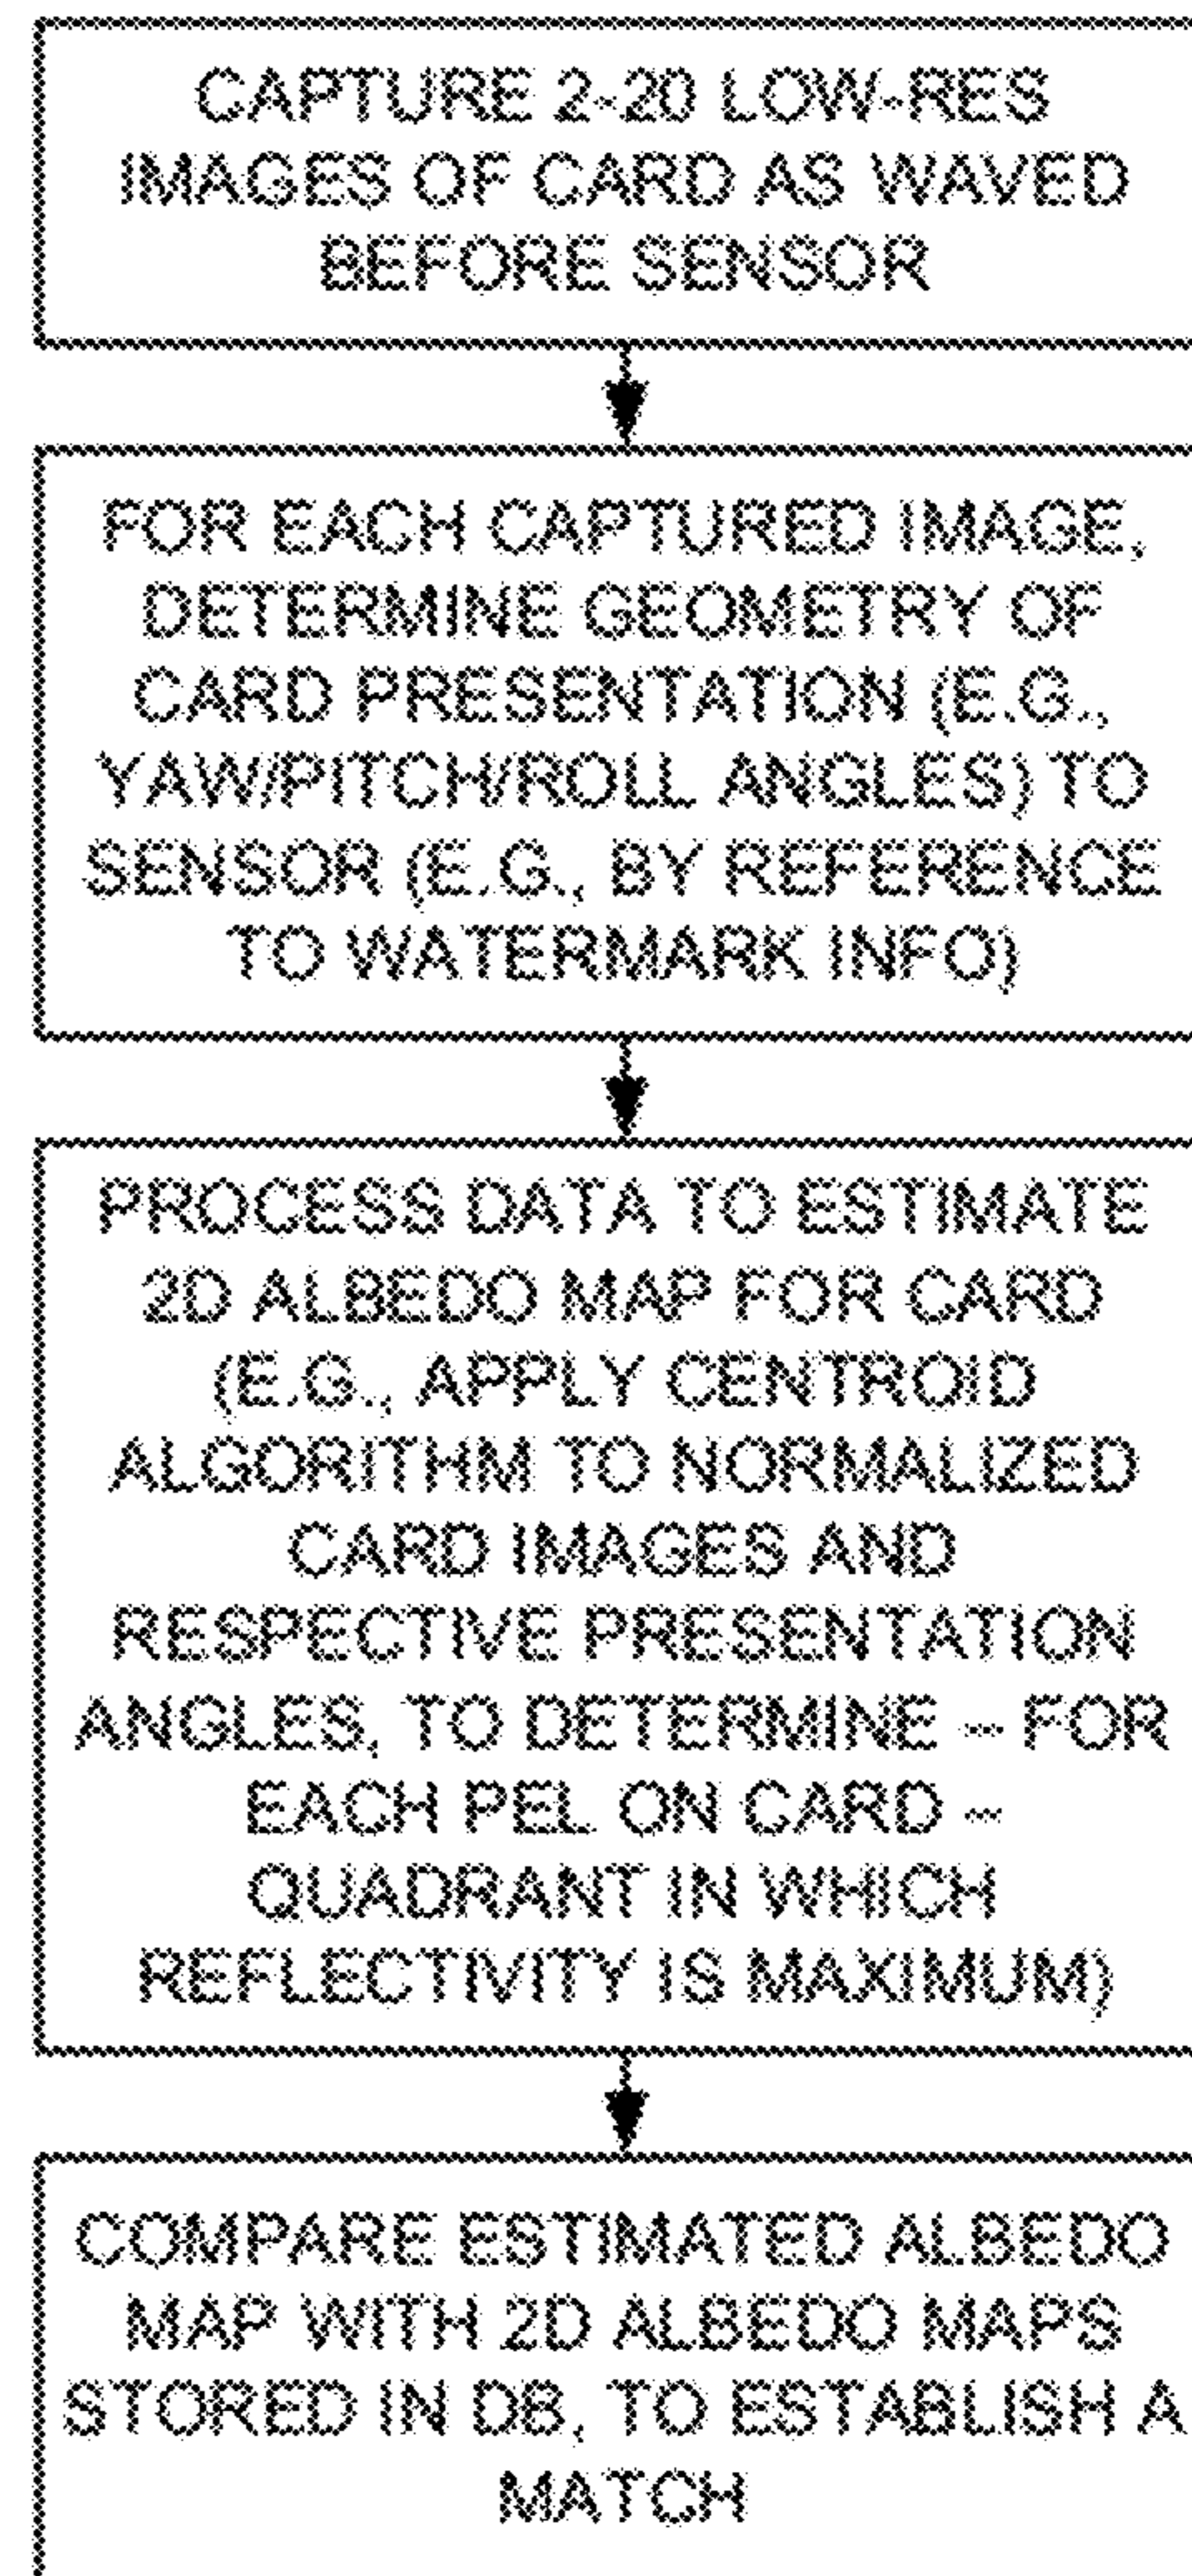 CAPTURE 2-20 LOW-RES
IMAGES OF CARD AS WAVED
BEFORE SENSOR
FOR EACH CAPTURED IMAGE,
DETERMINE GEOMETRY OF
CARD PRESENTATION (E.G.,
YAW/PITCH/ROLL ANGLES) TO
SENSOR (E.G., BY REFERENCE
TO WATERMARK INFO)
PROCESS DATA TO ESTIMATE
2D ALBEDO MAP FOR CARD
(E.G., APPLY CENTROID
ALGORITHM TO NORMALIZED
CARD IMAGES AND
RESPECTIVE PRESENTATION
ANGLES, TO DETERMINE – FOR
EACH PEL ON CARD –
QUADRANT IN WHICH
REFLECTIVITY IS MAXIMUM)
COMPARE ESTIMATED ALBEDO
MAP WITH 2D ALBEDO MAPS
STORED IN DB, TO ESTABLISH A
MATCH